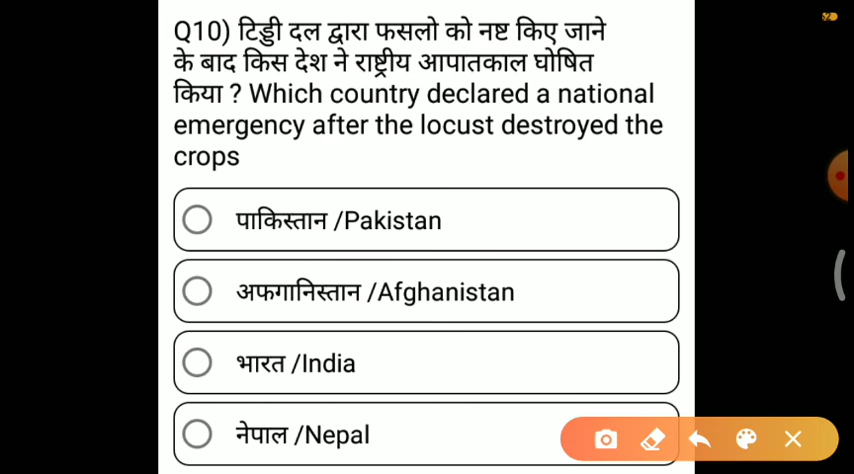 Q10) टिड्डी दल द्वारा फसलो को नष्ट किए जाने
के बाद किस देश ने राष्ट्रीय आपातकाल घोषित
किया ? Which country declared a national
emergency after the locust destroyed the
crops
पाकिस्तान /Pakistan
अफगानिस्तान /Afghanistan
भारत /India
नेपाल /Nepal